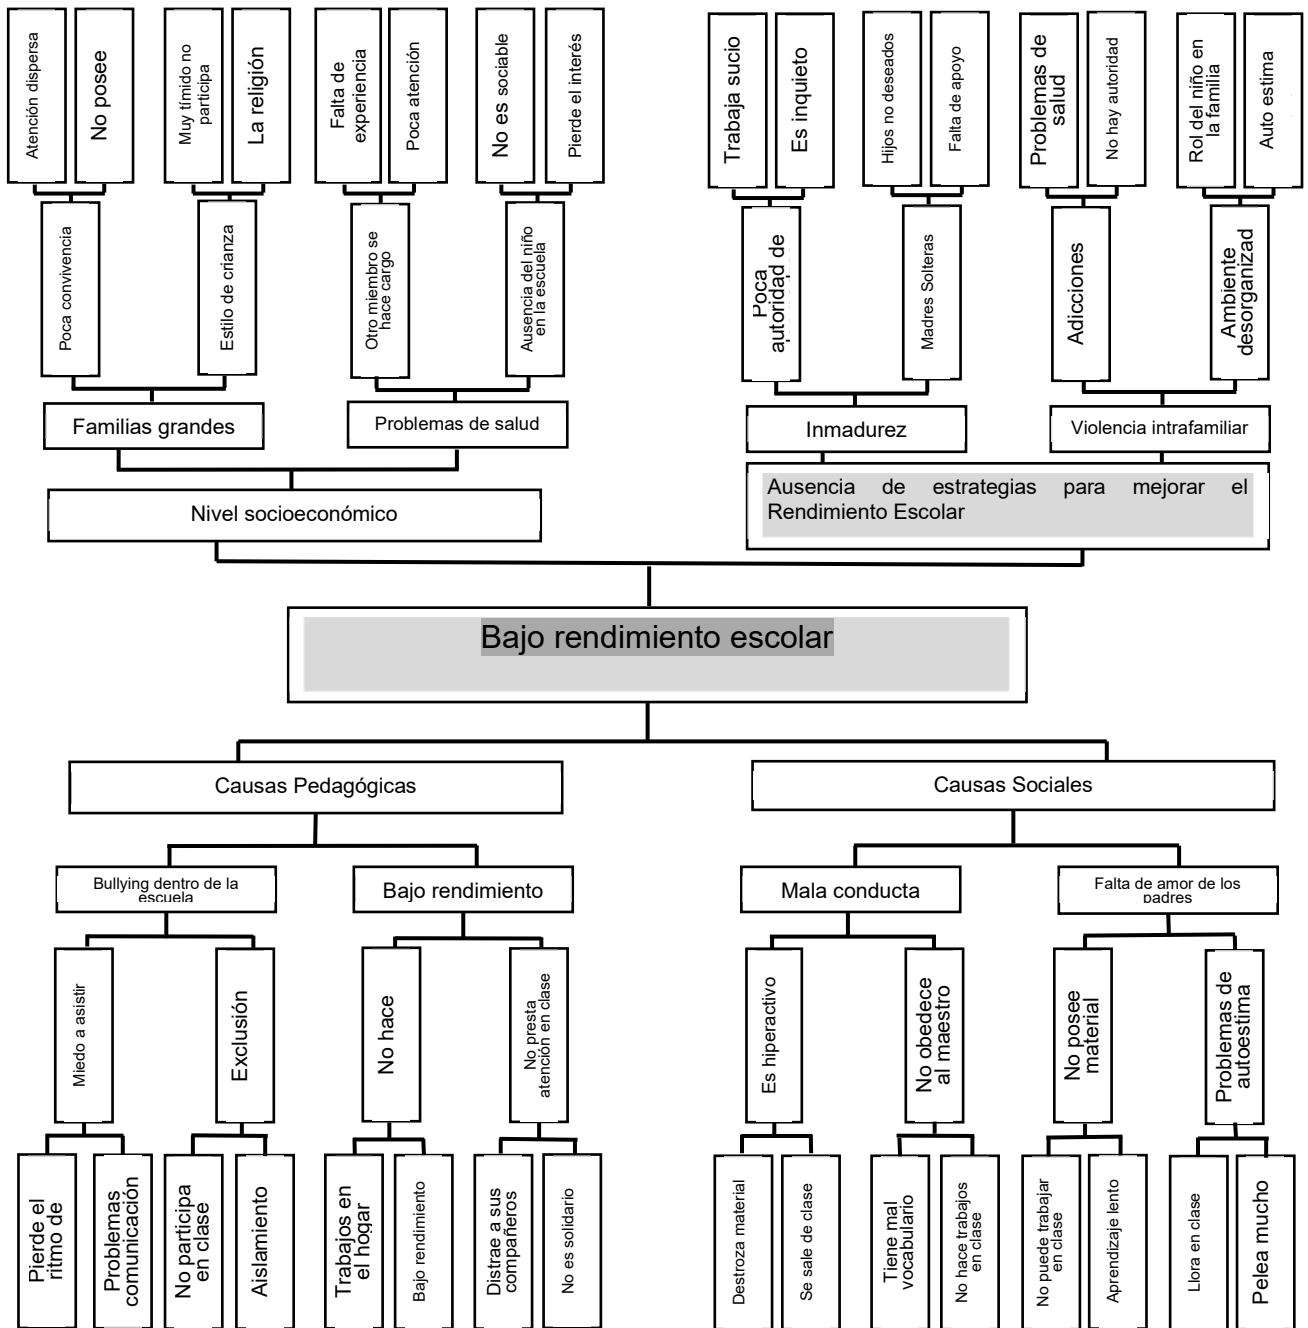 Atención dispersa
No posee
Muy tímido no
participa
La religión
Falta de
experiencia
Poca atención
No es sociable
Pierde el interés
Trabaja sucio
Es inquieto
Hijos no deseados
Falta de apoyo
Problemas de
salud
No hay autoridad
Rol del niño en
la familia
Auto estima
Poca convivencia
Estilo de crianza
Otro miembro se
hace cargo
Ausencia del niño
en la escuela
Poca
autoridad de
Madres Solteras
Adicciones
Ambiente
desorganizad
Familias grandes
Problemas de salud
Inmadurez
Violencia intrafamiliar
Nivel socioeconómico
Ausencia de estrategias para mejorar el
Rendimiento Escolar
Bajo rendimiento escolar
Causas Pedagógicas
Causas Sociales
Bullying dentro de la
escuela
Bajo rendimiento
Mala conducta
Falta de amor de los
padres
Miedo a asistir
Exclusión
No hace
No presta
atención en clase
Es hiperactivo
No obedece
al maestro
No posee
material
Problemas de
autoestima
Pierde el
ritmo de
Problemas
comunicación
No participa
en clase
Aislamiento
Trabajos en
el hogar
Bajo rendimiento
Distrae a sus
compañeros
No es solidario
Destroza material
Se sale de clase
Tiene mal
vocabulario
No hace trabajos
en clase
No puede trabajar
en clase
Aprendizaje lento
Llora en clase
Pelea mucho